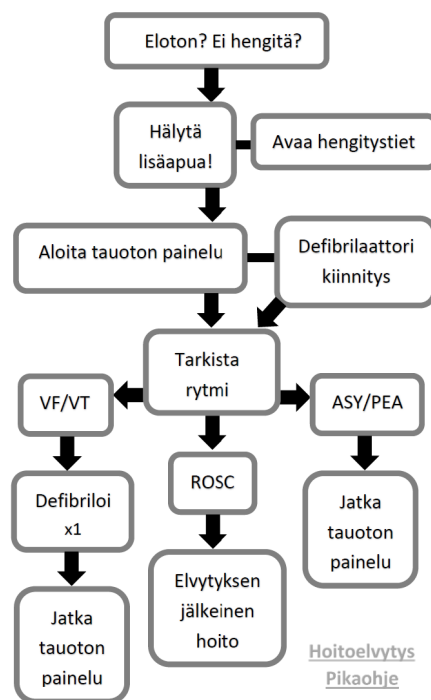 Eloton? Ei hengitä?
Hälytä
lisäapua!
Avaa hengitystiet
Aloita tauoton painelu
Defibrilaattori
kiinnitys
Tarkista
rytmi
VF/VT
ASY/PEA
Defibriloi
x1
ROSC
Jatka
tauoton
painelu
Jatka
tauoton
painelu
Elvytyksen
jälkeinen
hoito
Hoitoelvytys
Pikaohje